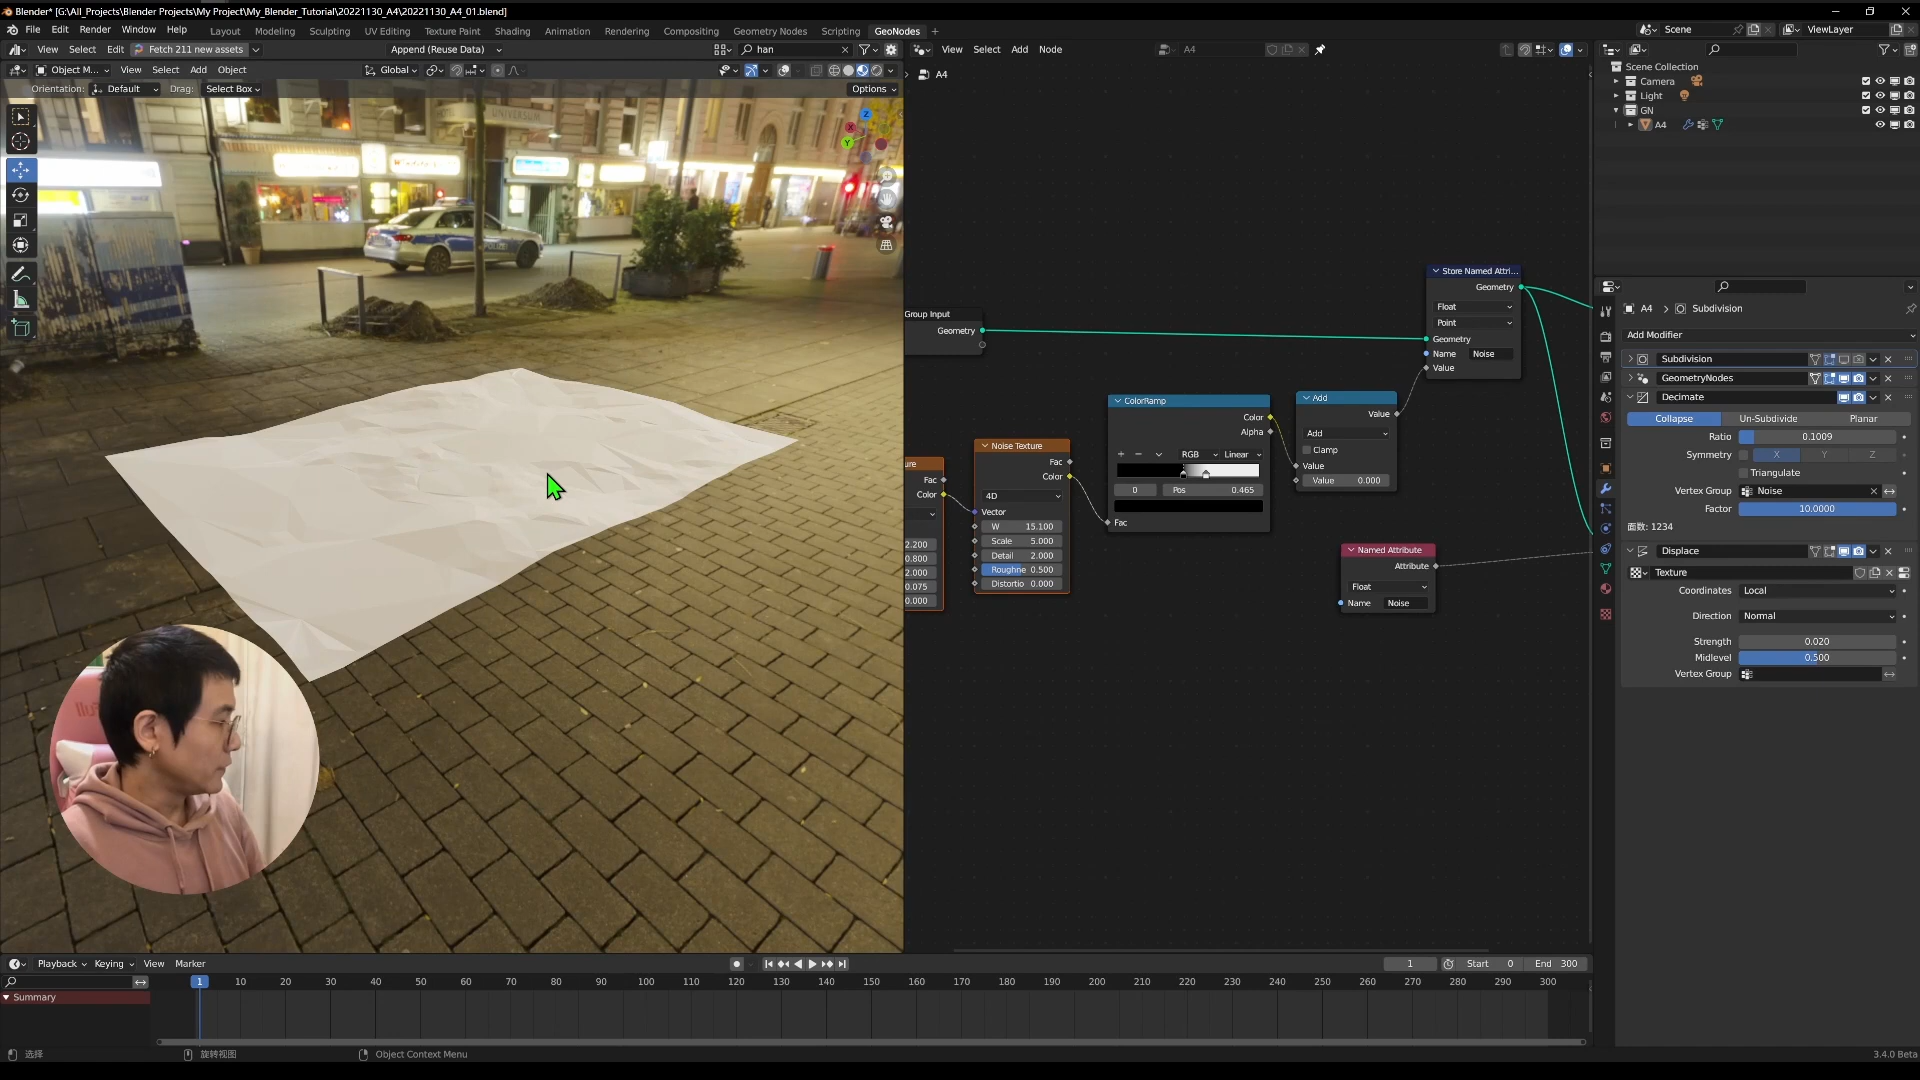 Blender* [G:\All_Projects\Blender Projects\My Project\My_Blender_Tutorial\20221130_A4\20221130_A4_01.blend]
File Edit Render Window Help Layout Modeling Sculpting UV Editing Texture Paint Shading Animation Rendering Compositing Geometry Nodes Scripting GeoNodes + Scene ViewLayer
View Select Edit Fetch 211 new assets Append (Reuse Data) han View Select Add Node A4
Object M... View Select Add Object Global
Orientation: Default Drag: Select Box Options
A4
Scene Collection
Camera
Light
GN
A4
Group Input
Geometry
Fac
Color
2.200
0.800
2.000
0.075
0.000
Noise Texture
Fac
Color
4D
Vector
W 15.100
Scale 5.000
Detail 2.000
Roughne 0.500
Distortio 0.000
ColorRamp
Color
Alpha
+ − RGB Linear
0 Pos 0.465
Fac
Add
Value
Add
Clamp
Value
Value 0.000
Store Named Attri...
Geometry
Float
Point
Geometry
Name Noise
Value
Named Attribute
Attribute
Float
Name Noise
A4 > Subdivision
Add Modifier
Subdivision
GeometryNodes
Decimate
Collapse Un-Subdivide Planar
Ratio 0.1009
Symmetry X Y Z
Triangulate
Vertex Group Noise
Factor 10.0000
面数: 1234
Displace
Texture
Coordinates Local
Direction Normal
Strength 0.020
Midlevel 0.500
Vertex Group
Playback Keying View Marker 1 Start 0 End 300
1 10 20 30 40 50 60 70 80 90 100 110 120 130 140 150 160 170 180 190 200 210 220 230 240 250 260 270 280 290 300
Summary
选择 旋转视图 Object Context Menu 3.4.0 Beta